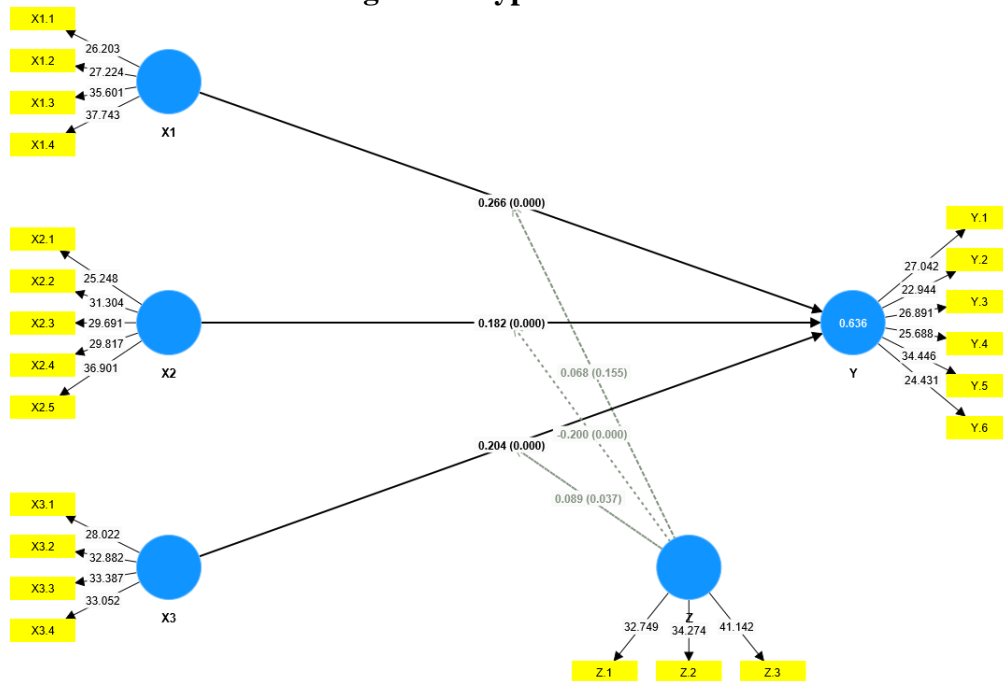 X1.1
X1.2
X1.3
X1.4
26.203
27.224
35.601
37.743
X1
X2.1
X2.2
X2.3
X2.4
X2.5
25.248
31.304
29.691
29.817
36.901
X2
X3.1
X3.2
X3.3
X3.4
28.022
32.882
33.387
33.052
X3
0.266 (0.000)
0.182 (0.000)
0.204 (0.000)
0.068 (0.155)
-0.200 (0.000)
0.089 (0.037)
0.636
Y
27.042
22.944
26.891
25.688
34.446
24.431
Y.1
Y.2
Y.3
Y.4
Y.5
Y.6
Z
32.749
34.274
41.142
Z.1
Z.2
Z.3